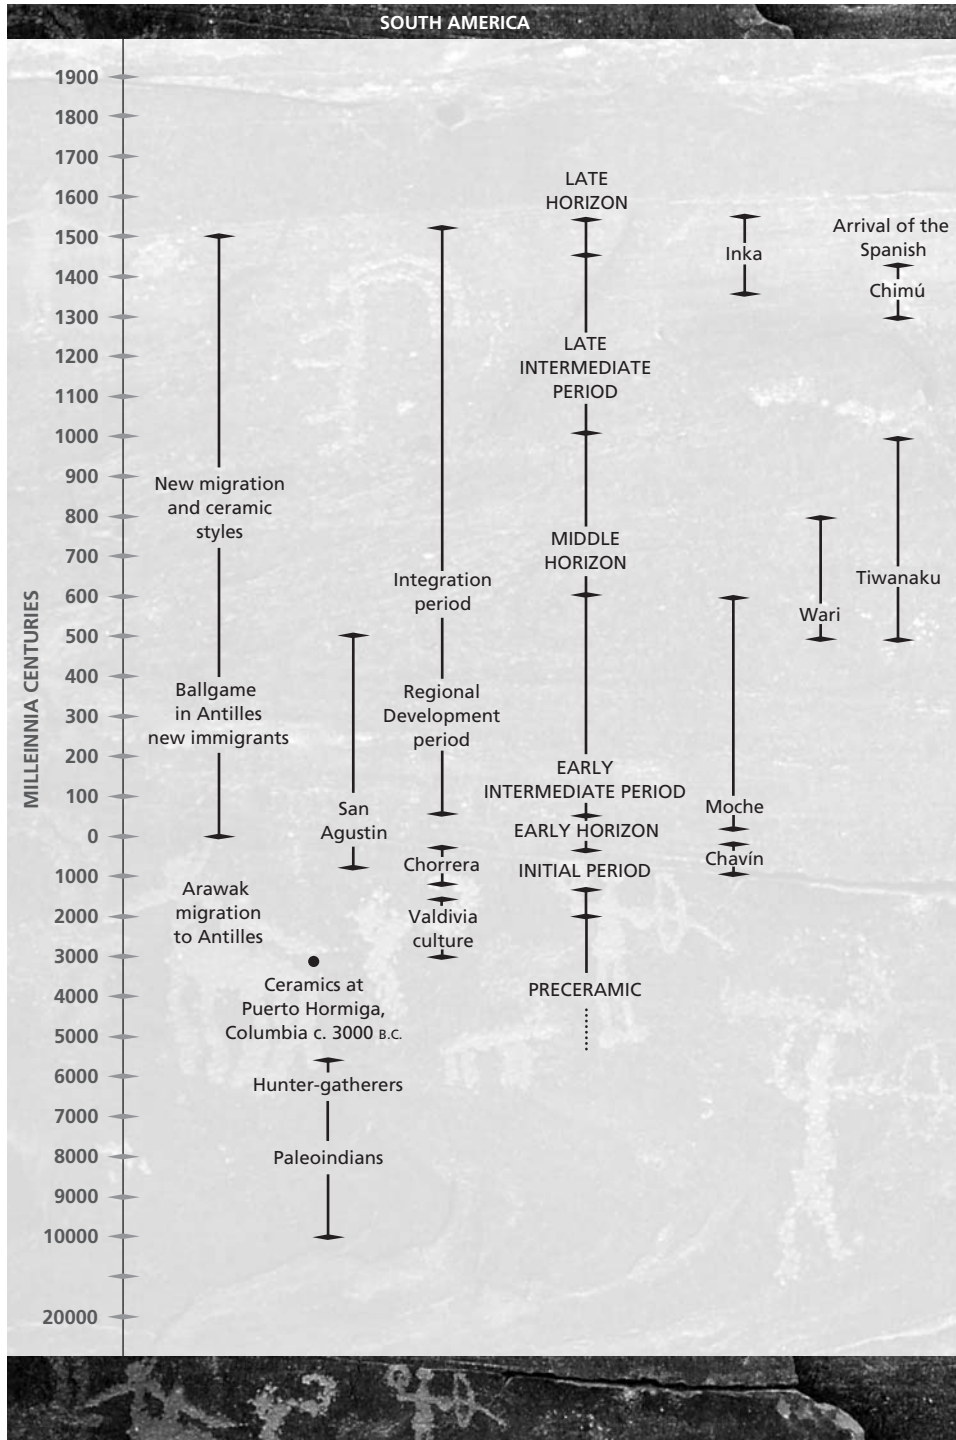 SOUTH AMERICA
MILLEINNIA CENTURIES
1900
1800
1700
1600
1500
1400
1300
1200
1100
1000
900
800
700
600
500
400
300
200
100
0
1000
2000
3000
4000
5000
6000
7000
8000
9000
10000
20000
New migration
and ceramic
styles
Ballgame
in Antilles
new immigrants
Arawak
migration
to Antilles
San
Agustin
Ceramics at
Puerto Hormiga,
Columbia c. 3000 B.C.
Hunter-gatherers
Paleoindians
Integration
period
Regional
Development
period
Chorrera
Valdivia
culture
LATE
HORIZON
LATE
INTERMEDIATE
PERIOD
MIDDLE
HORIZON
EARLY
INTERMEDIATE PERIOD
EARLY HORIZON
INITIAL PERIOD
PRECERAMIC
Inka
Moche
Chavín
Wari
Arrival of the
Spanish
Chimú
Tiwanaku